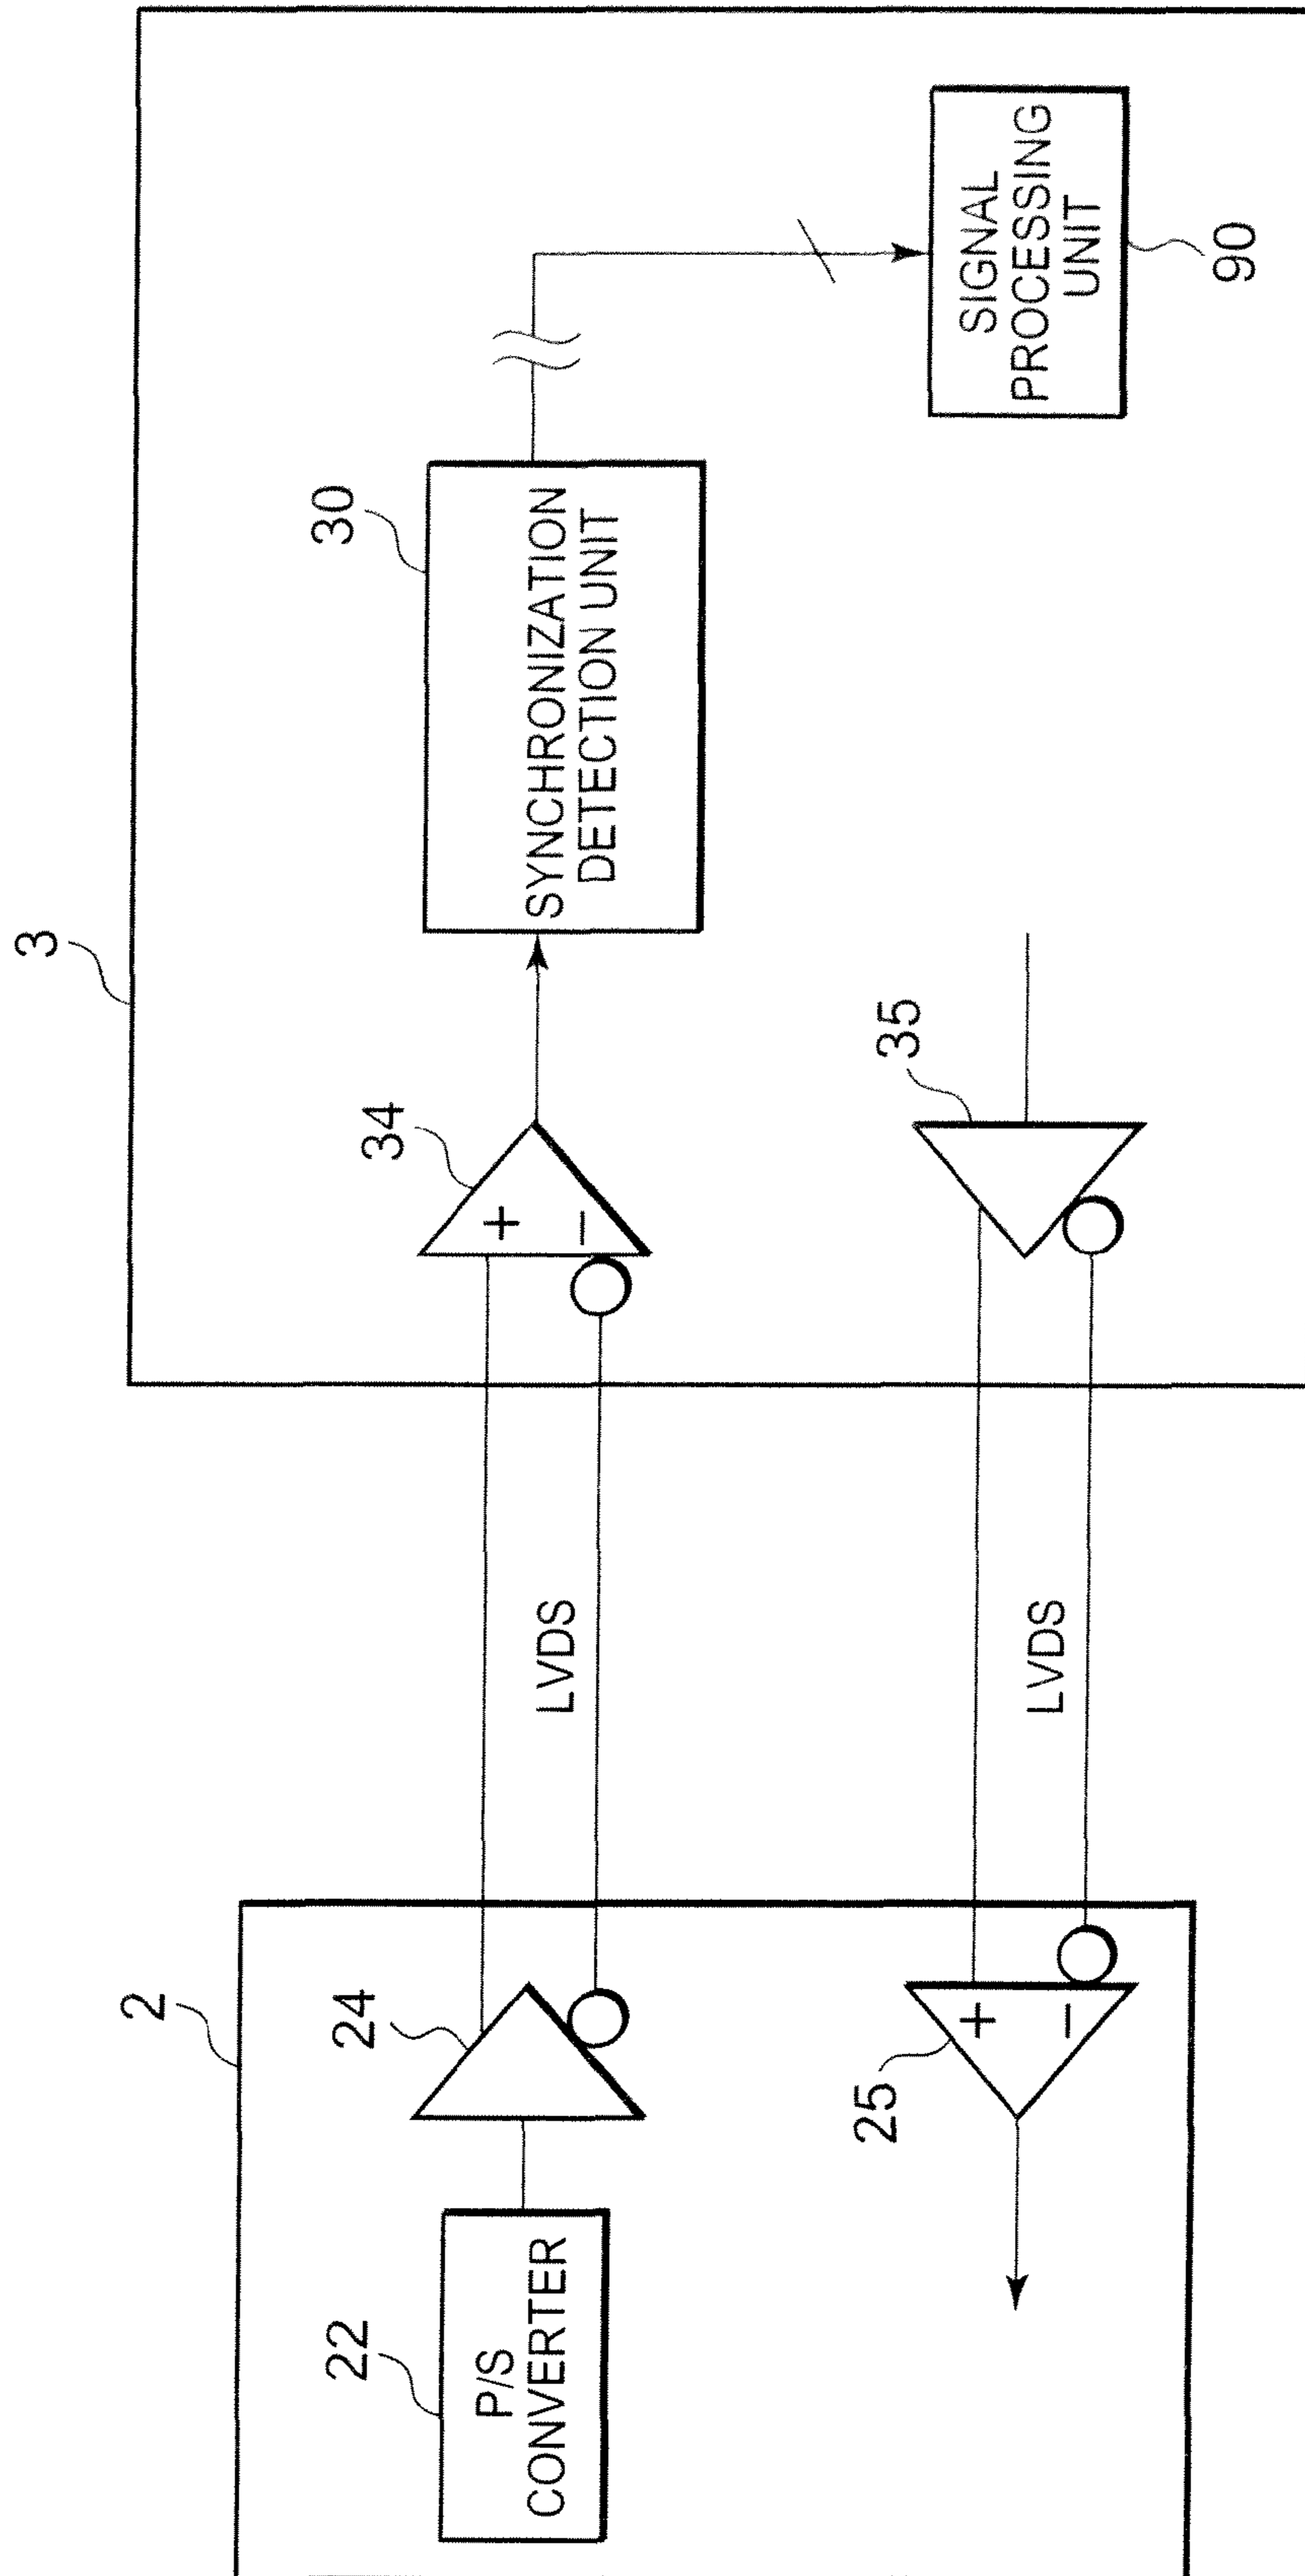 3
30
SYNCHRONIZATION
DETECTION UNIT
SIGNAL
PROCESSING
UNIT
90
34
+
−
35
LVDS
LVDS
2
24
22
P/S
CONVERTER
25
+
−